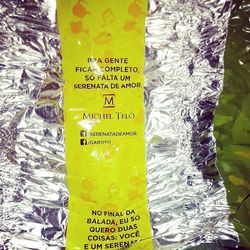 PRA GENTE
FICAR COMPLETO,
SÓ FALTA UM
SERENATA DE AMOR.
M
MICHEL TELÓ
f/SERENATADEAMOR
f/GAROTO
NO FINAL DA
BALADA, EU SÓ
QUERO DUAS
COISAS: VOCÊ
E UM SERENATA